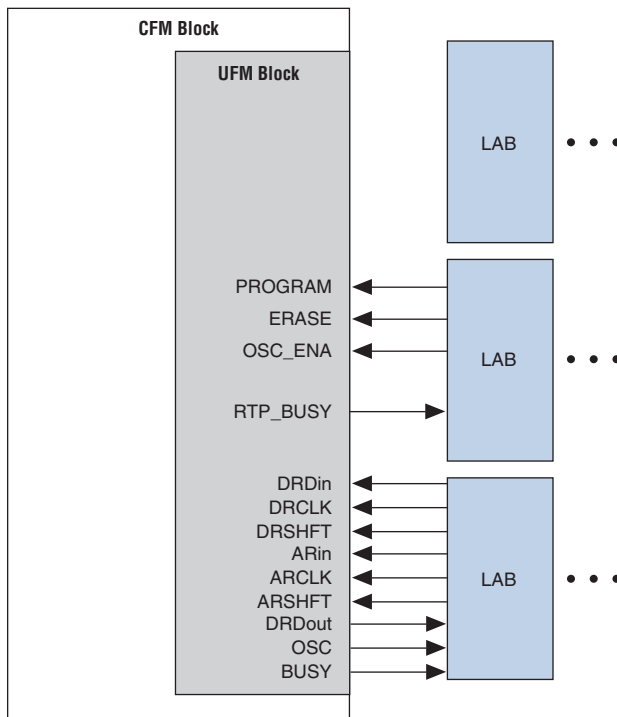 CFM Block
UFM Block
LAB
PROGRAM
ERASE
OSC_ENA
LAB
RTP_BUSY
DRDin
DRCLK
DRSHFT
ARin
LAB
ARCLK
ARSHFT
DRDout
OSC
BUSY